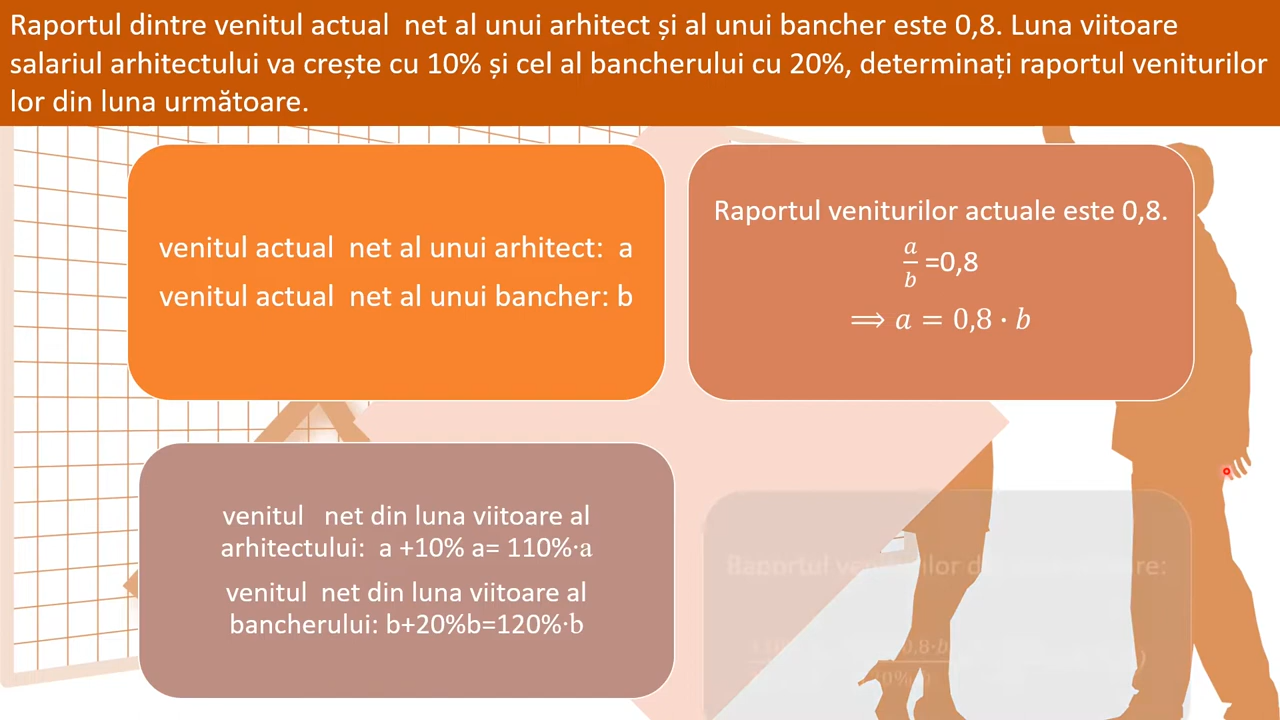 Raportul dintre venitul actual  net al unui arhitect și al unui bancher este 0,8. Luna viitoare
salariul arhitectului va crește cu 10% și cel al bancherului cu 20%, determinați raportul veniturilor
lor din luna următoare.
venitul actual  net al unui arhitect:  a
venitul actual  net al unui bancher: b
Raportul veniturilor actuale este 0,8.
a/b =0,8
⟹ a = 0,8 · b
venitul   net din luna viitoare al
arhitectului:  a +10% a= 110%·a
venitul  net din luna viitoare al
bancherului: b+20%b=120%·b
Raportul